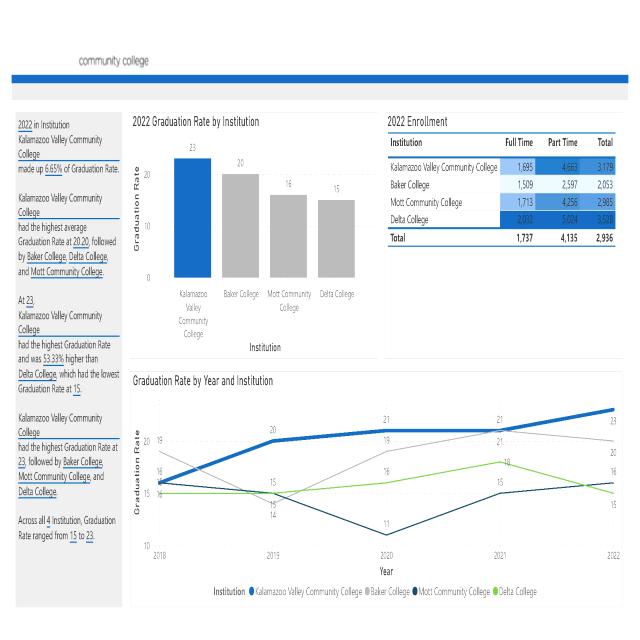 community college
2022 in Institution
Kalamazoo Valley Community
College
made up 6.65% of Graduation Rate.
Kalamazoo Valley Community
College
had the highest average
Graduation Rate at 20.20, followed
by Baker College, Delta College,
and Mott Community College.
At 23,
Kalamazoo Valley Community
College
had the highest Graduation Rate
and was 53.33% higher than
Delta College, which had the lowest
Graduation Rate at 15.
Kalamazoo Valley Community
College
had the highest Graduation Rate at
23, followed by Baker College,
Mott Community College, and
Delta College.
Across all 4 Institution, Graduation
Rate ranged from 15 to 23.
2022 Graduation Rate by Institution
Graduation Rate
20
10
0
23
20
16
15
Kalamazoo
Valley
Community
College
Baker College
Mott Community
College
Delta College
Institution
2022 Enrollment
Institution Full Time Part Time Total
Kalamazoo Valley Community College 1,695 4,663 3,179
Baker College 1,509 2,597 2,053
Mott Community College 1,713 4,256 2,985
Delta College 2,032 5,024 3,528
Total 1,737 4,135 2,936
Graduation Rate by Year and Institution
Graduation Rate
20
15
10
19
16
20
15
14
21
19
16
11
21
21
18
15
23
20
16
15
2018 2019 2020 2021 2022
Year
Institution Kalamazoo Valley Community College Baker College Mott Community College Delta College